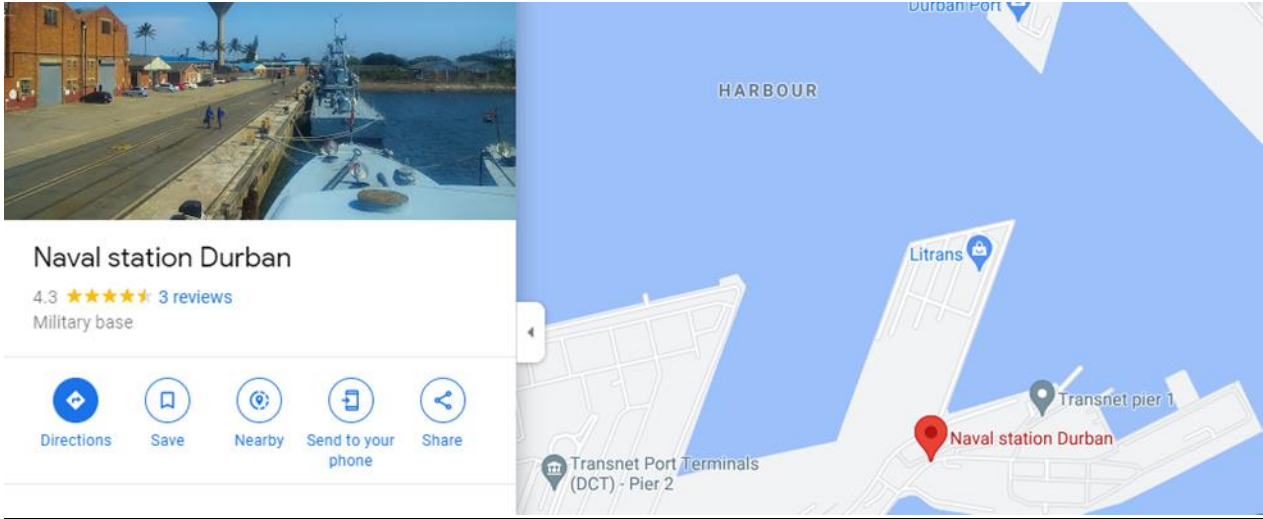 Naval station Durban
4.3
3 reviews
Military base
Directions
Save
Nearby
Send to your
phone
Share
Durban Port
HARBOUR
Litrans
Transnet pier 1
Naval station Durban
Transnet Port Terminals
(DCT) - Pier 2